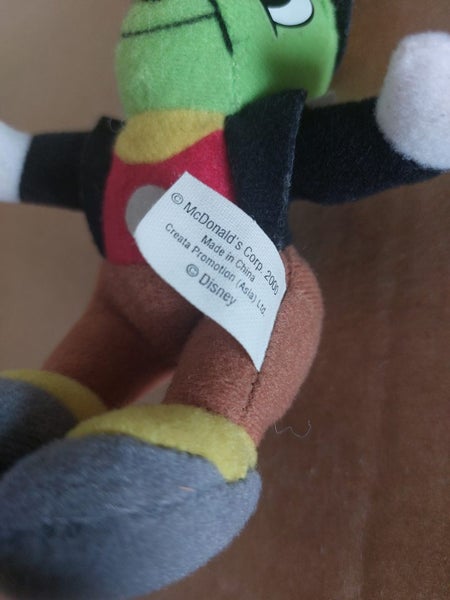 © McDonald's Corp. 2005
Made in China
Creata Promotion (Asia) Ltd.
© Disney